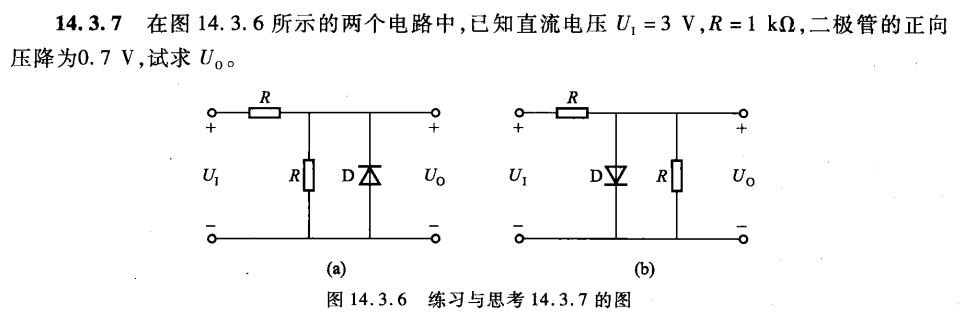 14.3.7 在图 14.3.6 所示的两个电路中,已知直流电压 U_I = 3 V, R = 1 kΩ,二极管的正向
压降为0.7 V,试求 U_o。
R R
+ + + +
U_I R D U_O U_I D R U_O
− − − −
(a) (b)
图 14.3.6 练习与思考 14.3.7 的图